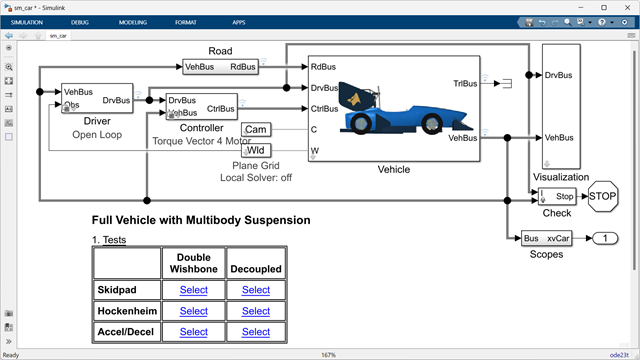 sm_car * - Simulink
SIMULATION DEBUG MODELING FORMAT APPS
sm_car
Road
VehBus RdBus
VehBus
Obs
DrvBus
Driver
Open Loop
DrvBus
VehBus
CtrlBus
Controller
Torque Vector 4 Motor
Cam
Wld
Plane Grid
Local Solver: off
RdBus
DrvBus
CtrlBus
C
W
TrlBus
VehBus
Vehicle
DrvBus
VehBus
Visualization
I
Stop
Check
STOP
Bus xvCar
Scopes
1
Full Vehicle with Multibody Suspension
1. Tests
Double
Wishbone
Decoupled
Skidpad Select Select
Hockenheim Select Select
Accel/Decel Select Select
Ready 167% ode23t